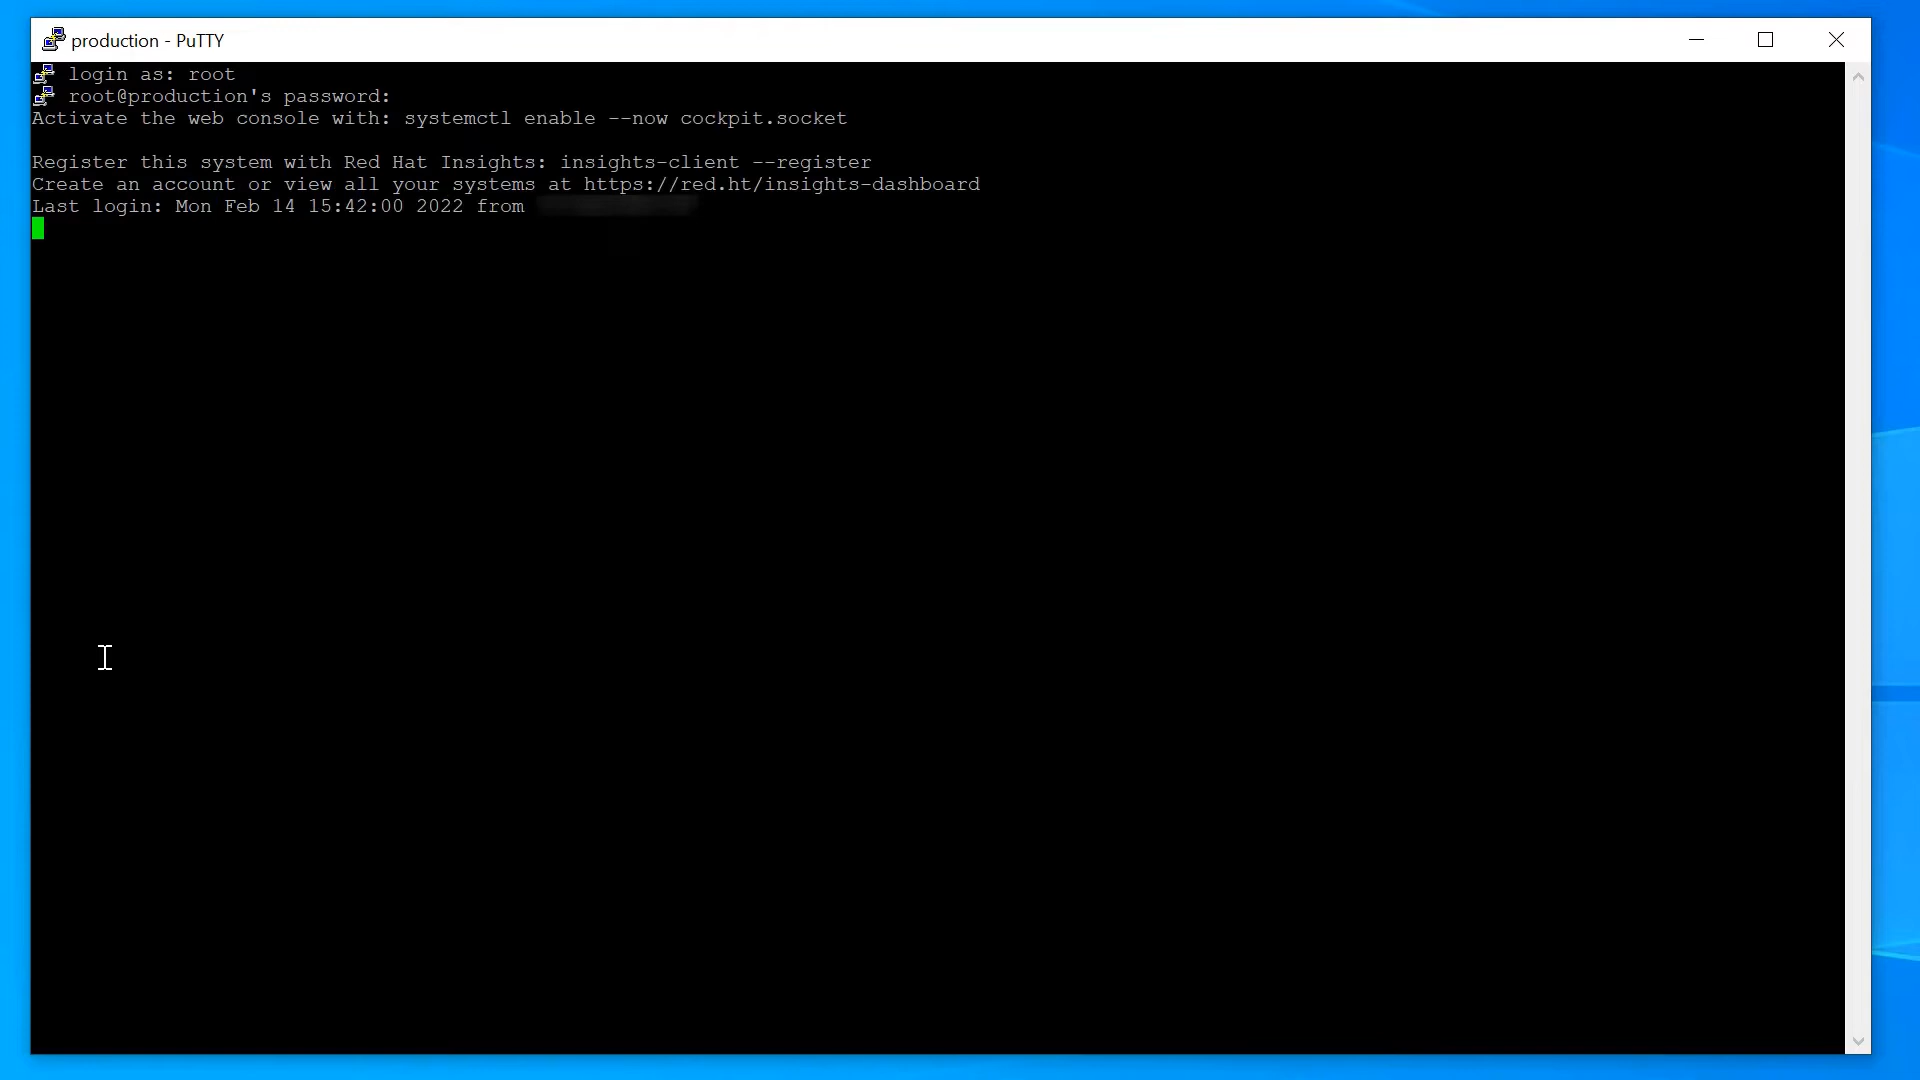 production - PuTTY
login as: root
root@production's password:
Activate the web console with: systemctl enable --now cockpit.socket
Register this system with Red Hat Insights: insights-client --register
Create an account or view all your systems at https://red.ht/insights-dashboard
Last login: Mon Feb 14 15:42:00 2022 from